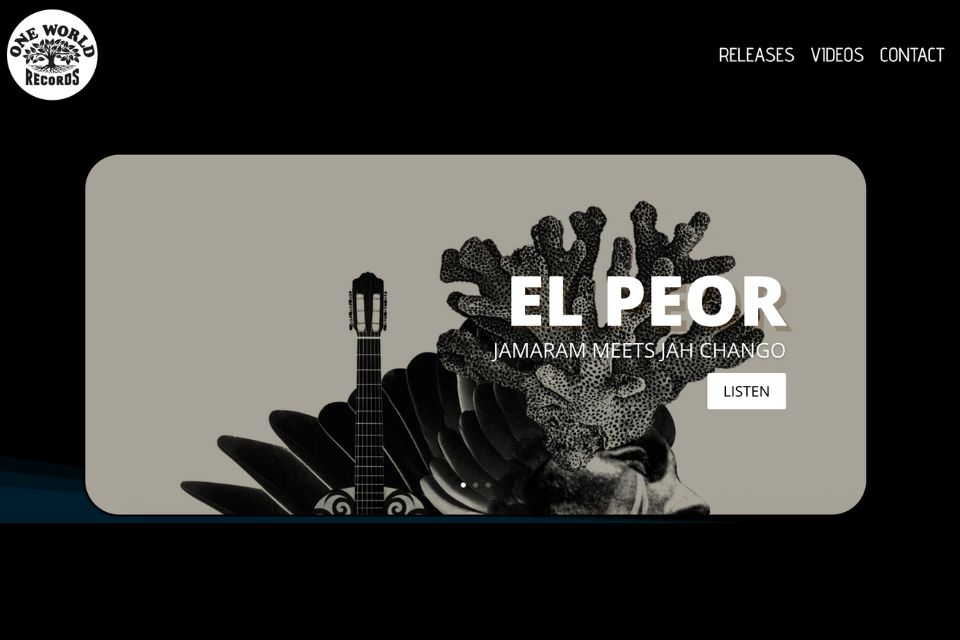 ONE WORLD
RECORDS
RELEASES VIDEOS CONTACT
EL PEOR
JAMARAM MEETS JAH CHANGO
LISTEN